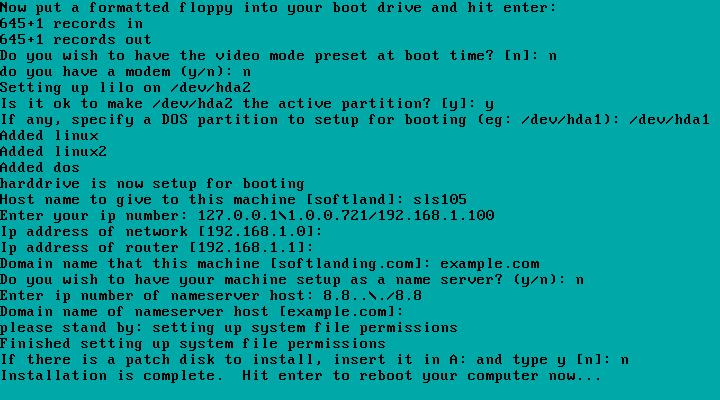 Now put a formatted floppy into your boot drive and hit enter:
645+1 records in
645+1 records out
Do you wish to have the video mode preset at boot time? [n]: n
do you have a modem (y/n): n
Setting up lilo on /dev/hda2
Is it ok to make /dev/hda2 the active partition? [y]: y
If any, specify a DOS partition to setup for booting (eg: /dev/hda1): /dev/hda1
Added linux
Added linux2
Added dos
harddrive is now setup for booting
Host name to give to this machine [softland]: sls105
Enter your ip number: 127.0.0.1\1.0.0.721/192.168.1.100
Ip address of network [192.168.1.0]:
Ip address of router [192.168.1.1]:
Domain name that this machine [softlanding.com]: example.com
Do you wish to have your machine setup as a name server? (y/n): n
Enter ip number of nameserver host: 8.8..\./8.8
Domain name of nameserver host [example.com]:
please stand by: setting up system file permissions
Finished setting up system file permissions
If there is a patch disk to install, insert it in A: and type y [n]: n
Installation is complete.  Hit enter to reboot your computer now...